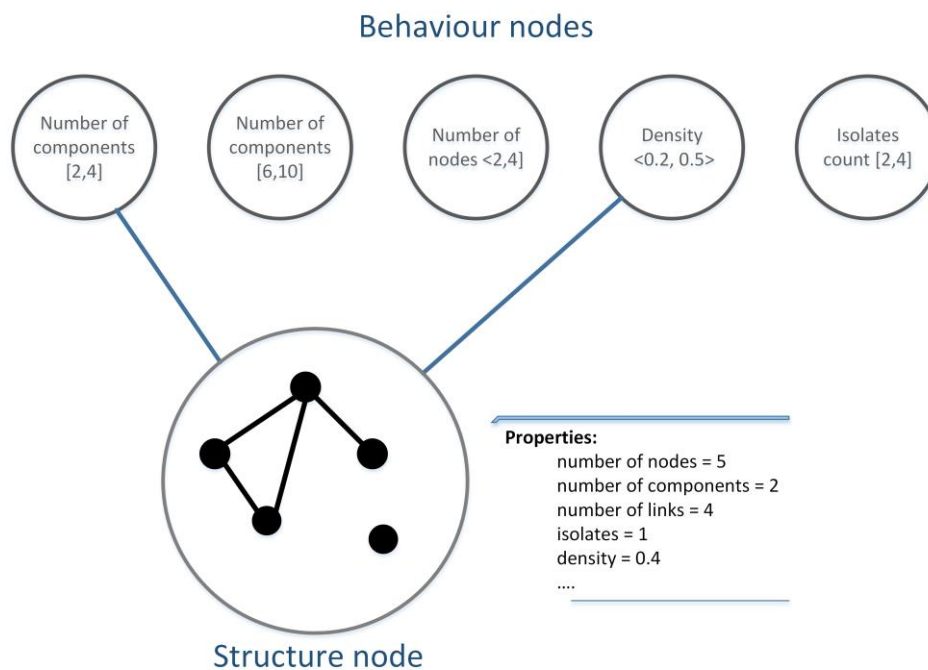 Behaviour nodes
Number of
components
[2,4]
Number of
components
[6,10]
Number of
nodes <2,4]
Density
<0.2, 0.5>
Isolates
count [2,4]
Properties:
number of nodes = 5
number of components = 2
number of links = 4
isolates = 1
density = 0.4
....
Structure node